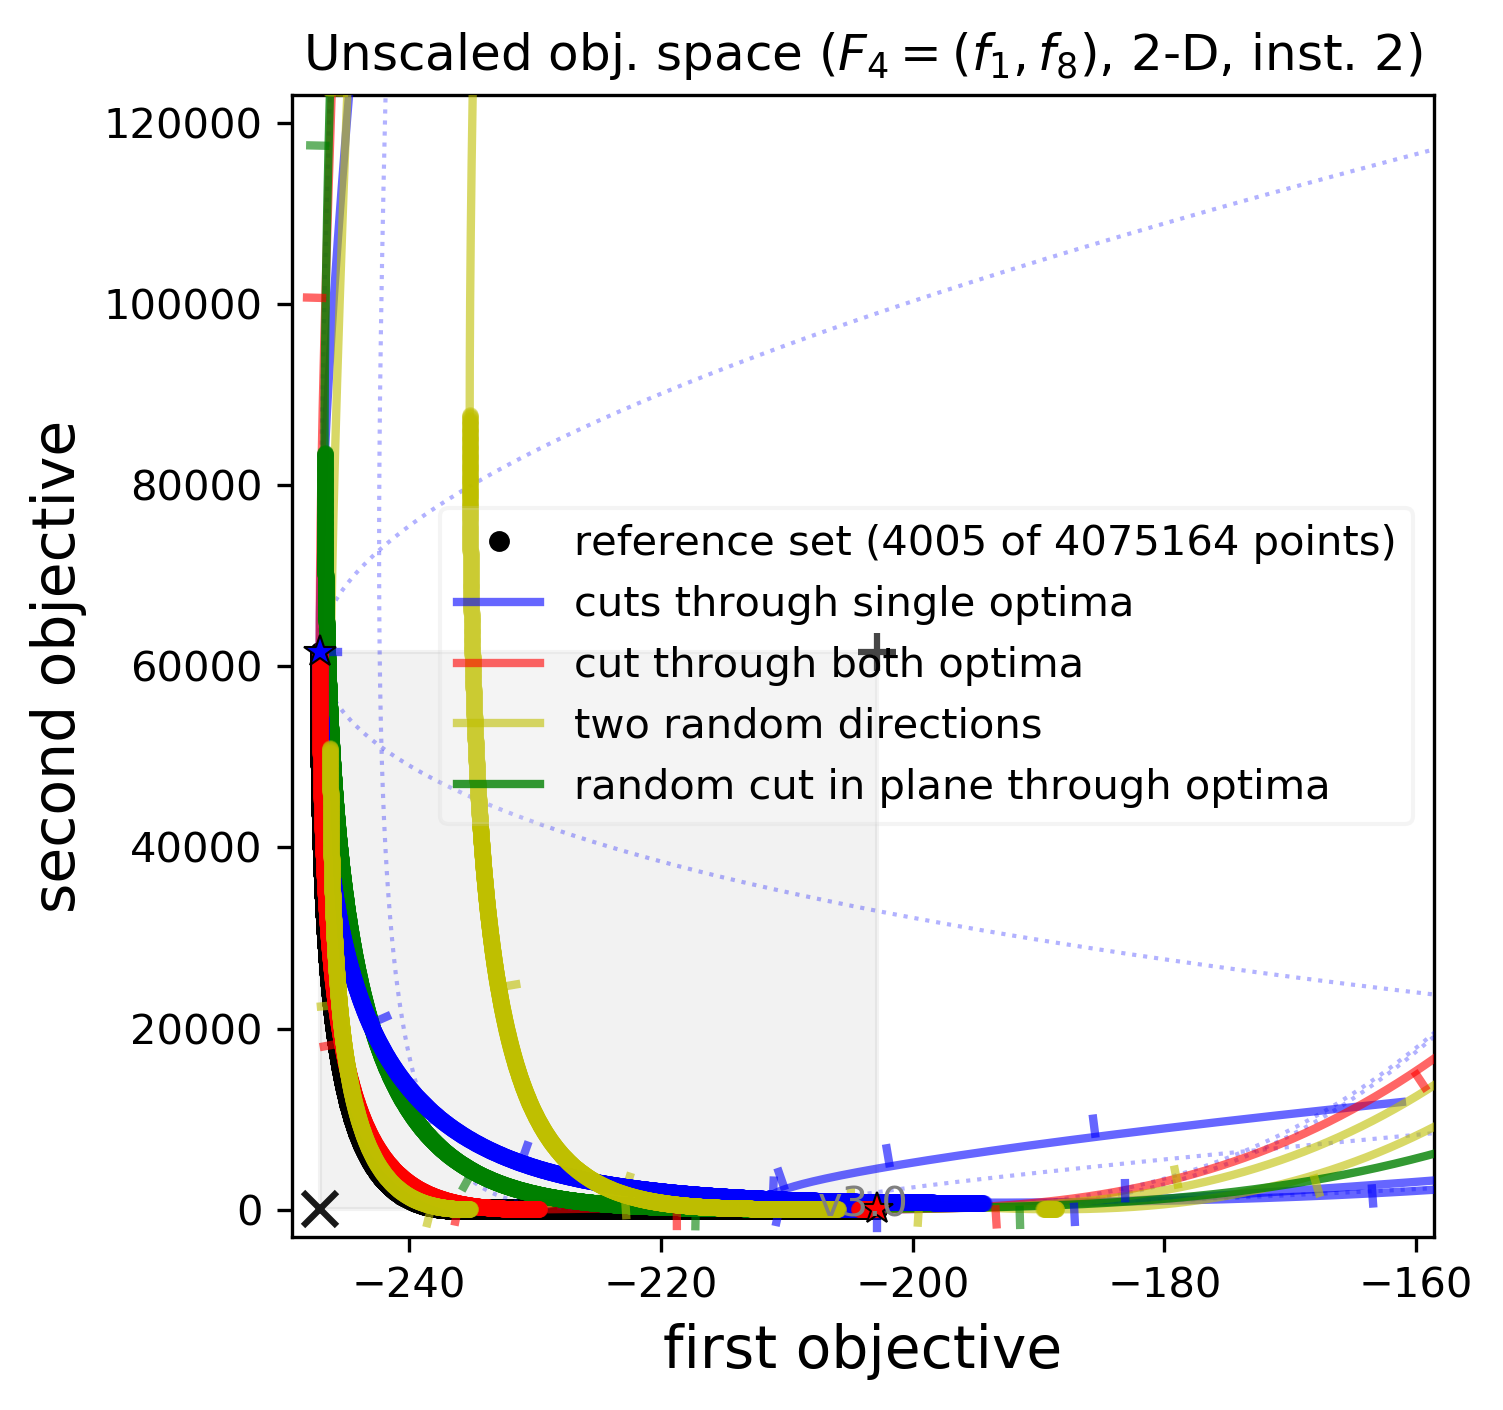 Unscaled obj. space (F₄ = (f₁, f₈), 2-D, inst. 2)
second objective
120000
100000
80000
60000
40000
20000
0
reference set (4005 of 4075164 points)
cuts through single optima
cut through both optima
two random directions
random cut in plane through optima
v3.0
−240
−220
−200
−180
−160
first objective